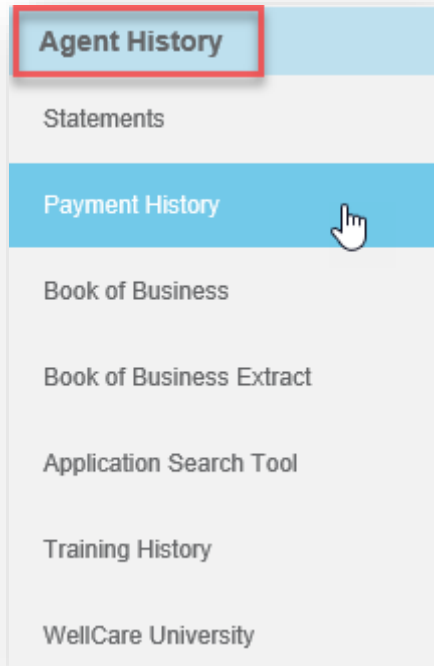 Agent History
Statements
Payment History
Book of Business
Book of Business Extract
Application Search Tool
Training History
WellCare University